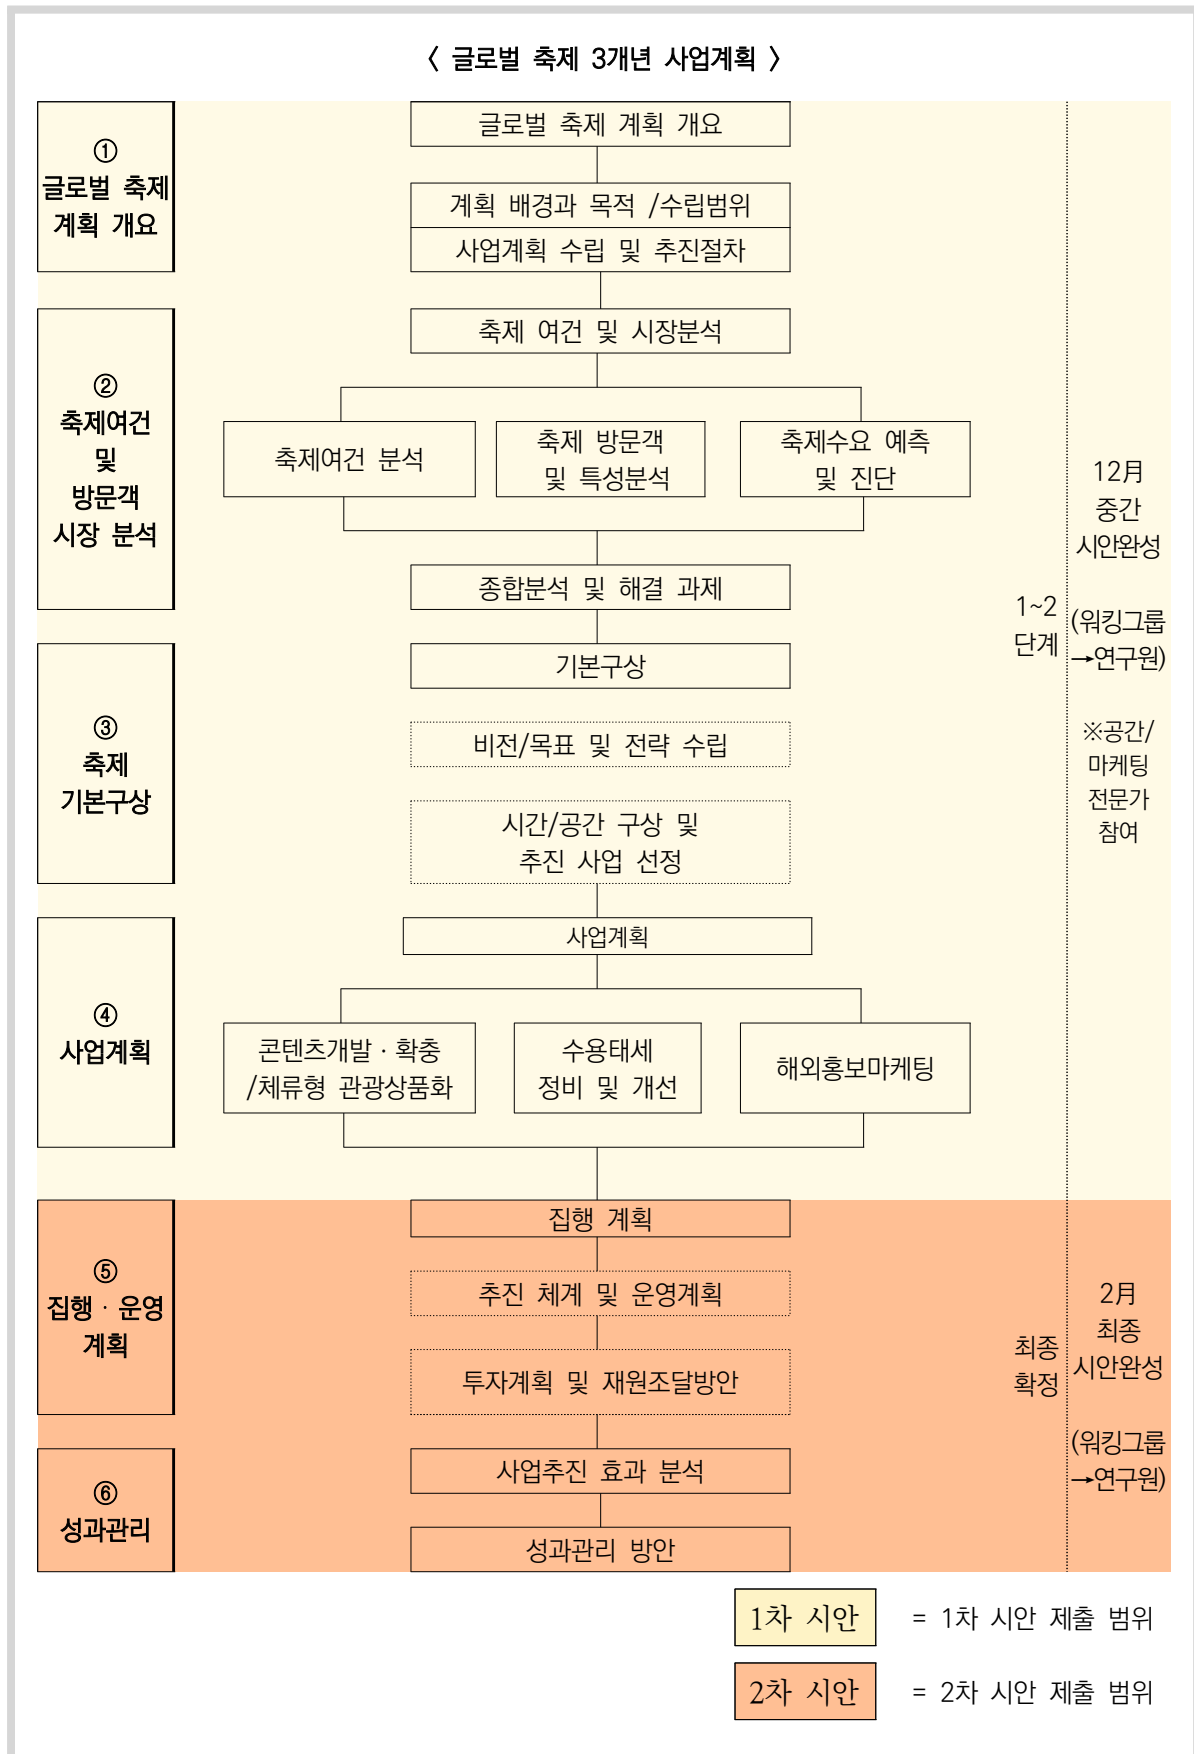 〈 글로벌 축제 3개년 사업계획 〉
①
글로벌 축제
계획 개요
글로벌 축제 계획 개요
계획 배경과 목적 /수립범위
사업계획 수립 및 추진절차
②
축제여건
및
방문객
시장 분석
축제 여건 및 시장분석
축제여건 분석
축제 방문객
및 특성분석
축제수요 예측
및 진단
종합분석 및 해결 과제
③
축제
기본구상
기본구상
비전/목표 및 전략 수립
시간/공간 구상 및
추진 사업 선정
④
사업계획
사업계획
콘텐츠개발·확충
/체류형 관광상품화
수용태세
정비 및 개선
해외홍보마케팅
1~2
단계
12月
중간
시안완성
(워킹그룹
→연구원)
※공간/
마케팅
전문가
참여
⑤
집행·운영
계획
집행 계획
추진 체계 및 운영계획
투자계획 및 재원조달방안
⑥
성과관리
사업추진 효과 분석
성과관리 방안
최종
확정
2月
최종
시안완성
(워킹그룹
→연구원)
1차 시안 = 1차 시안 제출 범위
2차 시안 = 2차 시안 제출 범위